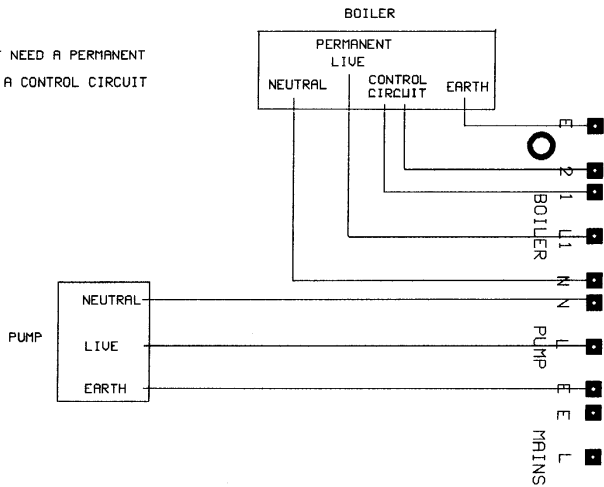 BOILER
T NEED A PERMANENT
A CONTROL CIRCUIT
PERMANENT
LIVE
NEUTRAL
CONTROL
CIRCUIT
EARTH
E
2
1
BOILER
L1
N
NEUTRAL
N
PUMP
LIVE
L
PUMP
EARTH
E
E
MAINS
L